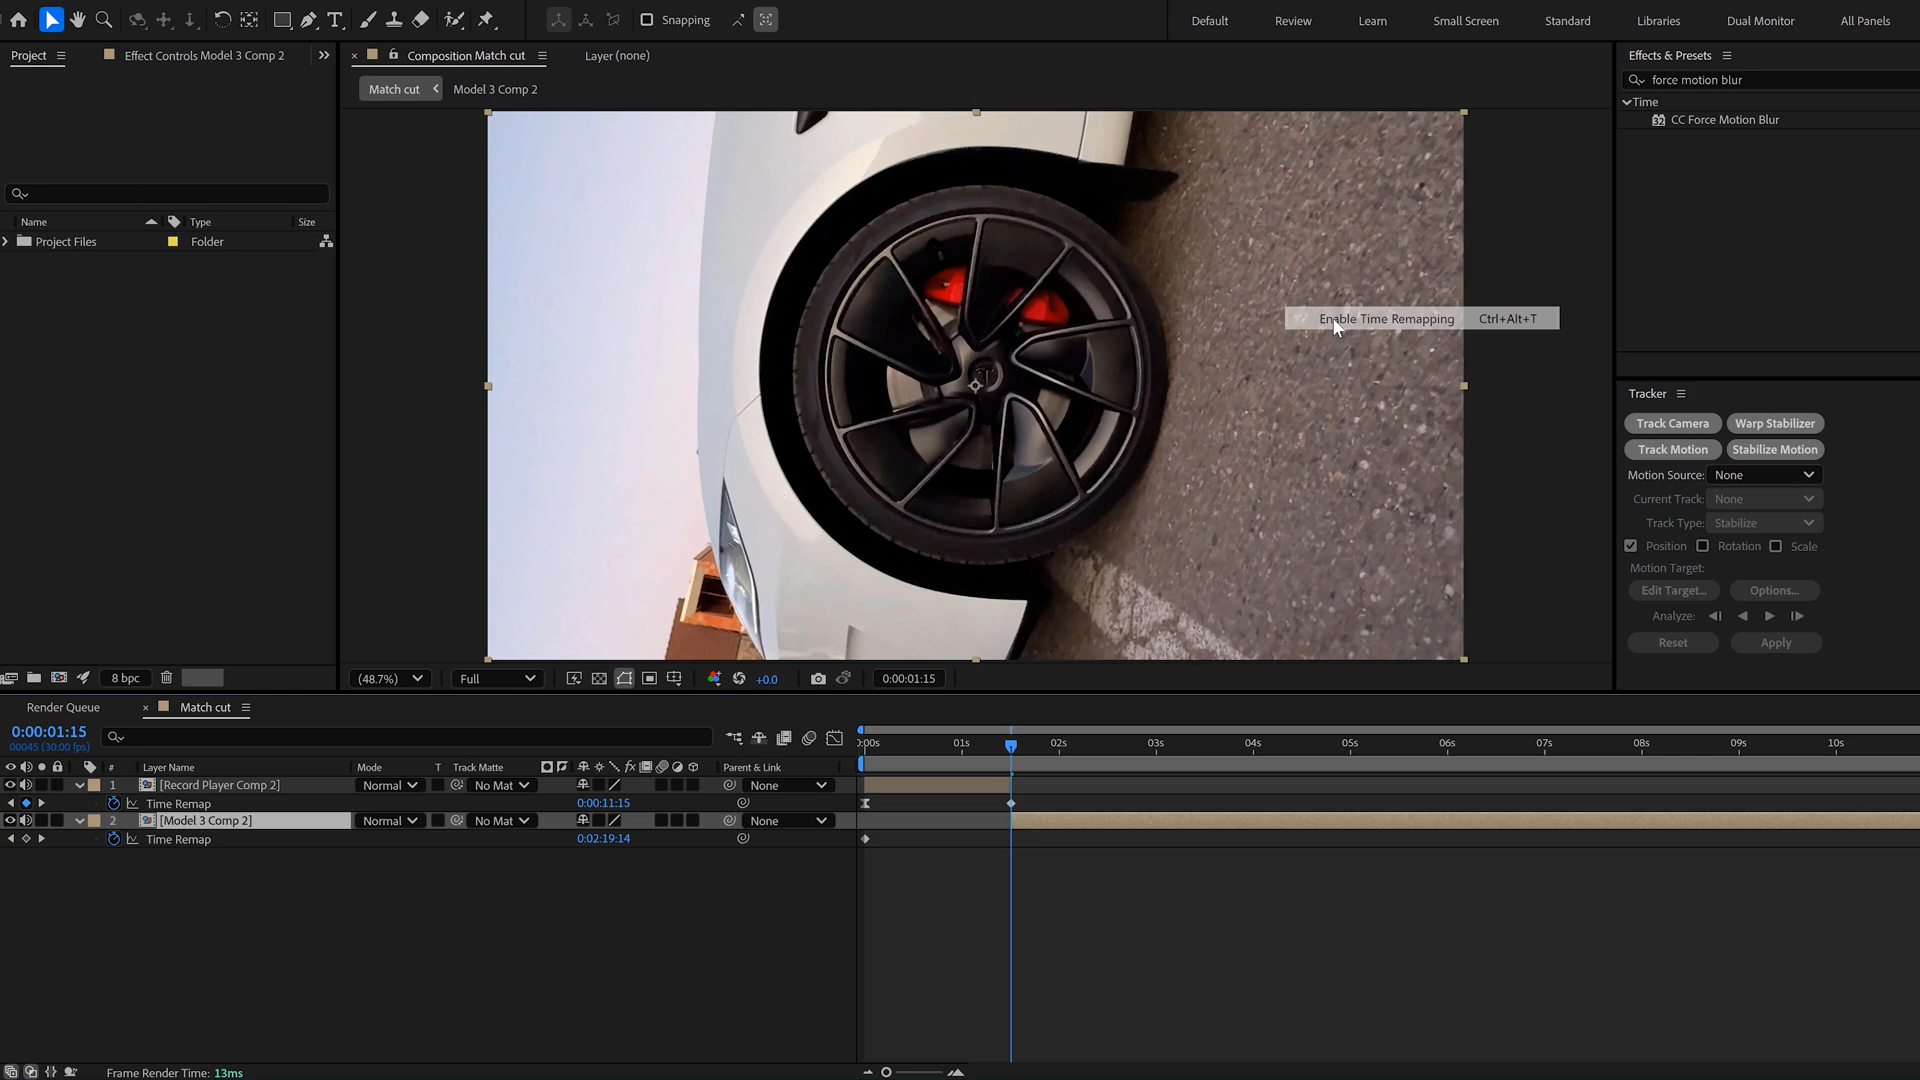 Snapping
Default
Review
Learn
Small Screen
Standard
Libraries
Dual Monitor
All Panels
Project
Effect Controls Model 3 Comp 2
Composition Match cut
Layer (none)
Effects & Presets
force motion blur
Match cut
Model 3 Comp 2
Time
32 CC Force Motion Blur
Name
Type
Size
Project Files
Folder
Enable Time Remapping Ctrl+Alt+T
Tracker
Track Camera
Warp Stabilizer
Track Motion
Stabilize Motion
Motion Source: None
Current Track: None
Track Type: Stabilize
Position
Rotation
Scale
Motion Target:
Edit Target...
Options...
Analyze:
Reset
Apply
8 bpc
(48.7%)
Full
+0.0
0:00:01:15
Render Queue
Match cut
0:00:01:15
00045 (30.00 fps)
:00s 01s 02s 03s 04s 05s 06s 07s 08s 09s 10s
# Layer Name Mode T Track Matte fx Parent & Link
1 [Record Player Comp 2] Normal No Mat None
Time Remap 0:00:11:15
2 [Model 3 Comp 2] Normal No Mat None
Time Remap 0:02:19:14
Frame Render Time: 13ms